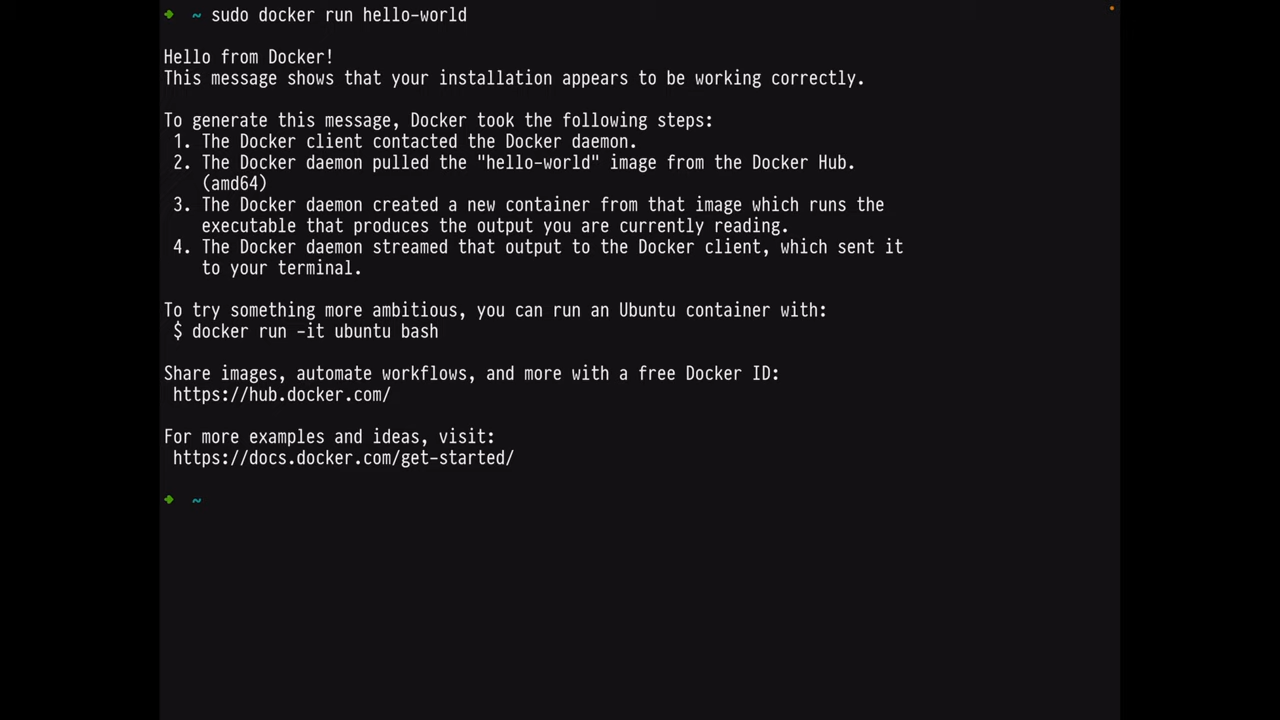 ➜ ~ sudo docker run hello-world
Hello from Docker!
This message shows that your installation appears to be working correctly.
To generate this message, Docker took the following steps:
1. The Docker client contacted the Docker daemon.
2. The Docker daemon pulled the "hello-world" image from the Docker Hub.
(amd64)
3. The Docker daemon created a new container from that image which runs the
executable that produces the output you are currently reading.
4. The Docker daemon streamed that output to the Docker client, which sent it
to your terminal.
To try something more ambitious, you can run an Ubuntu container with:
$ docker run -it ubuntu bash
Share images, automate workflows, and more with a free Docker ID:
https://hub.docker.com/
For more examples and ideas, visit:
https://docs.docker.com/get-started/
➜ ~